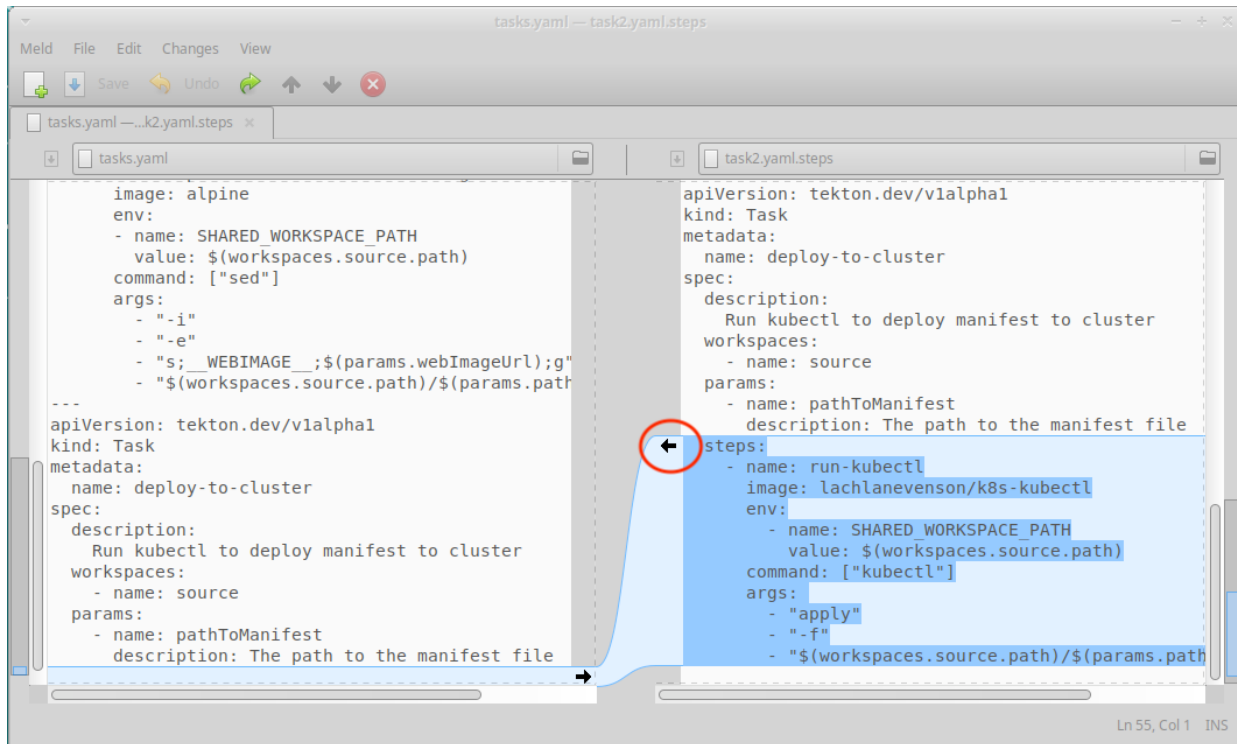 tasks.yaml — task2.yaml.steps
Meld File Edit Changes View
Save Undo
tasks.yaml —...k2.yaml.steps
tasks.yaml
image: alpine
env:
- name: SHARED_WORKSPACE_PATH
value: $(workspaces.source.path)
command: ["sed"]
args:
- "-i"
- "-e"
- "s;__WEBIMAGE__;$(params.webImageUrl);g"
- "$(workspaces.source.path)/$(params.path
---
apiVersion: tekton.dev/v1alpha1
kind: Task
metadata:
name: deploy-to-cluster
spec:
description:
Run kubectl to deploy manifest to cluster
workspaces:
- name: source
params:
- name: pathToManifest
description: The path to the manifest file
task2.yaml.steps
apiVersion: tekton.dev/v1alpha1
kind: Task
metadata:
name: deploy-to-cluster
spec:
description:
Run kubectl to deploy manifest to cluster
workspaces:
- name: source
params:
- name: pathToManifest
description: The path to the manifest file
steps:
- name: run-kubectl
image: lachlanevenson/k8s-kubectl
env:
- name: SHARED_WORKSPACE_PATH
value: $(workspaces.source.path)
command: ["kubectl"]
args:
- "apply"
- "-f"
- "$(workspaces.source.path)/$(params.path
Ln 55, Col 1 INS